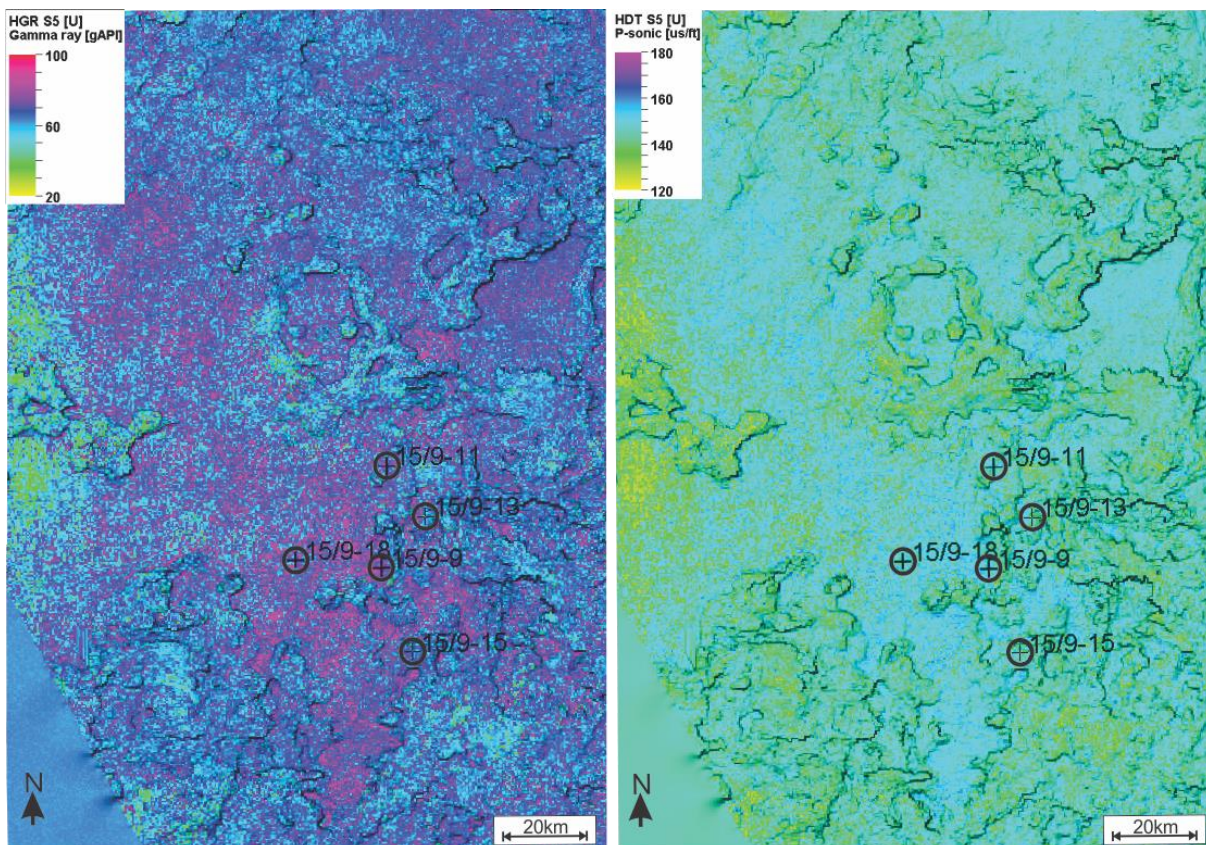 HGR S5 [U]
Gamma ray [gAPI]
100
60
20
15/9-11
15/9-13
15/9-18
15/9-9
15/9-15
N
20km
HDT S5 [U]
P-sonic [us/ft]
180
160
140
120
15/9-11
15/9-13
15/9-18
15/9-9
15/9-15
N
20km